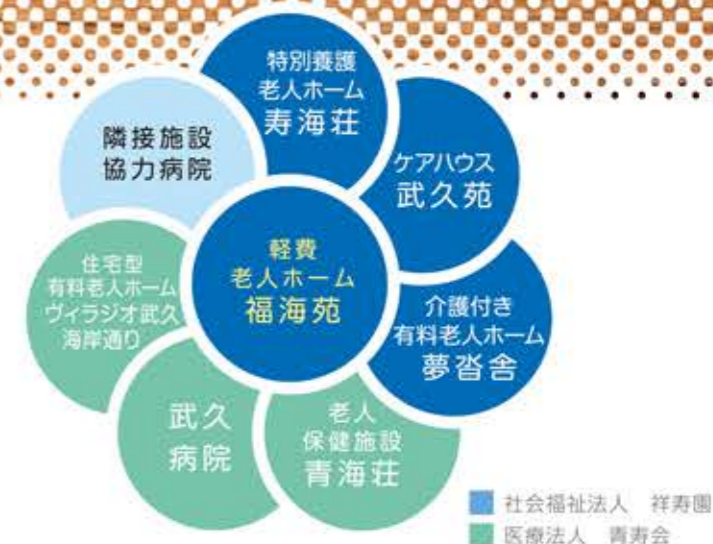 特別養護
老人ホーム
寿海荘
隣接施設
協力病院
ケアハウス
武久苑
軽費
老人ホーム
福海苑
住宅型
有料老人ホーム
ヴィラジオ武久
海岸通り
介護付き
有料老人ホーム
夢沓舎
武久
病院
老人
保健施設
青海荘
社会福祉法人 祥寿園
医療法人 青寿会